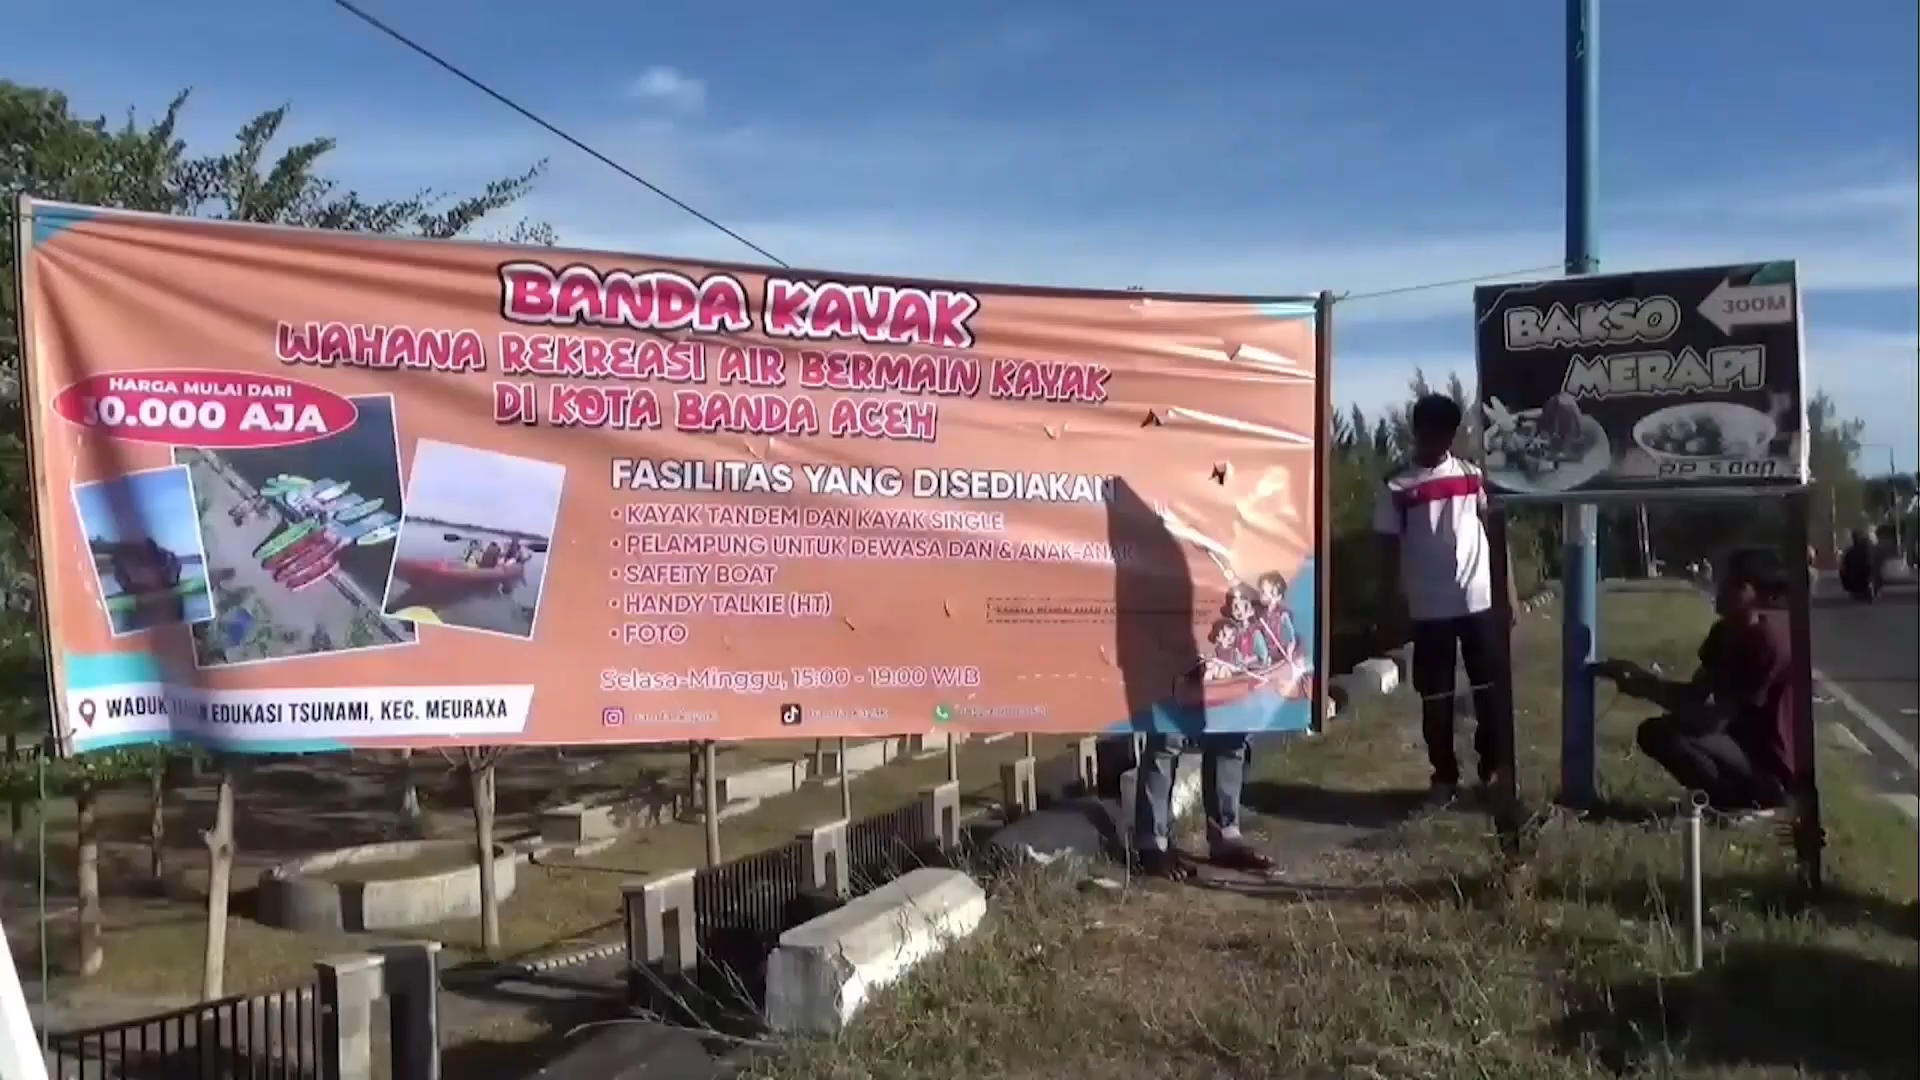 BANDA KAYAK
WAHANA REKREASI AIR BERMAIN KAYAK
DI KOTA BANDA ACEH
HARGA MULAI DARI
30.000 AJA
FASILITAS YANG DISEDIAKAN
• KAYAK TANDEM DAN KAYAK SINGLE
• PELAMPUNG UNTUK DEWASA DAN & ANAK-ANAK
• SAFETY BOAT
• HANDY TALKIE (HT)
• FOTO
Selasa-Minggu, 15:00 - 19:00 WIB
WADUK EDUKASI TSUNAMI, KEC. MEURAXA
300M
BAKSO
MERAPI
RP 5.000